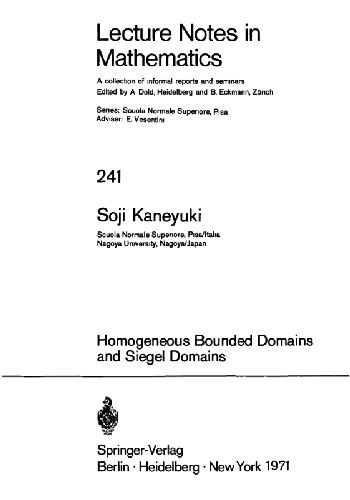 Lecture Notes in
Mathematics
A collection of informal reports and seminars
Edited by A. Dold, Heidelberg and B. Eckmann, Zürich
Series: Scuola Normale Superiore, Pisa
Adviser: E. Vesentini
241
Soji Kaneyuki
Scuola Normale Superiore, Pisa/Italia
Nagoya University, Nagoya/Japan
Homogeneous Bounded Domains
and Siegel Domains
Springer-Verlag
Berlin · Heidelberg · New York 1971